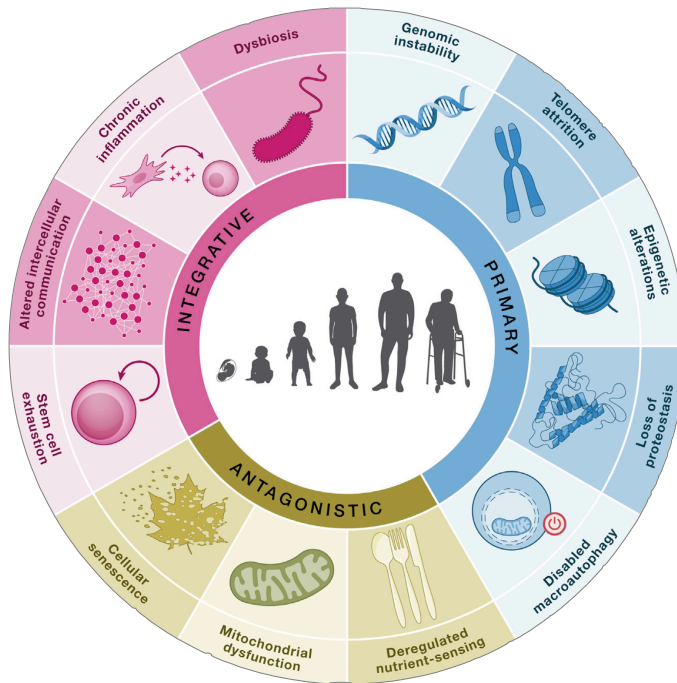 Genomic
instability
Telomere
attrition
Epigenetic
alterations
Loss of
proteostasis
Disabled
macroautophagy
Deregulated
nutrient-sensing
Mitochondrial
dysfunction
Cellular
senescence
Stem cell
exhaustion
Altered intercellular
communication
Chronic
inflammation
Dysbiosis
PRIMARY
ANTAGONISTIC
INTEGRATIVE